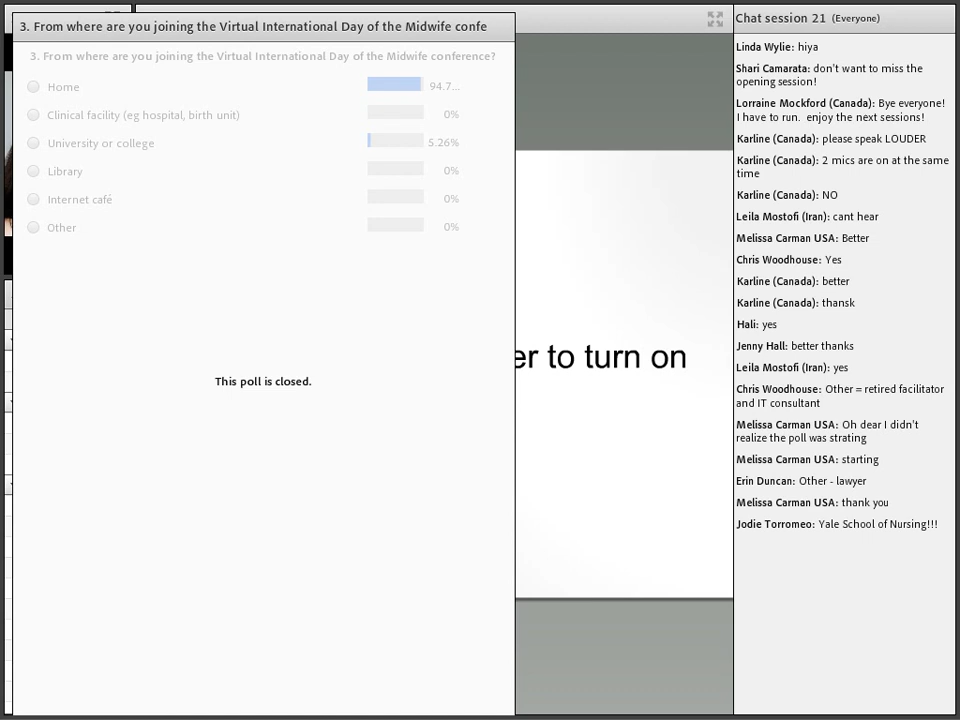 3. From where are you joining the Virtual International Day of the Midwife confe
3. From where are you joining the Virtual International Day of the Midwife conference?
Home 94.7...
Clinical facility (eg hospital, birth unit) 0%
University or college 5.26%
Library 0%
Internet café 0%
Other 0%
This poll is closed.
er to turn on
Chat session 21 (Everyone)
Linda Wylie: hiya
Shari Camarata: don't want to miss the
opening session!
Lorraine Mockford (Canada): Bye everyone!
I have to run. enjoy the next sessions!
Karline (Canada): please speak LOUDER
Karline (Canada): 2 mics are on at the same
time
Karline (Canada): NO
Leila Mostofi (Iran): cant hear
Melissa Carman USA: Better
Chris Woodhouse: Yes
Karline (Canada): better
Karline (Canada): thansk
Hali: yes
Jenny Hall: better thanks
Leila Mostofi (Iran): yes
Chris Woodhouse: Other = retired facilitator
and IT consultant
Melissa Carman USA: Oh dear I didn't
realize the poll was strating
Melissa Carman USA: starting
Erin Duncan: Other - lawyer
Melissa Carman USA: thank you
Jodie Torromeo: Yale School of Nursing!!!